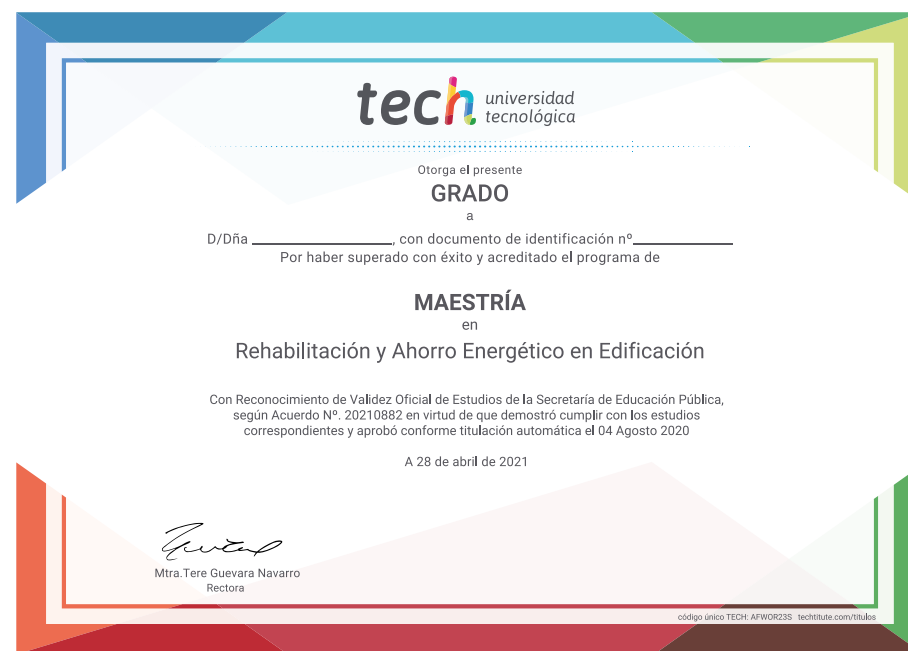 tech universidad
tecnológica
Otorga el presente
GRADO
a
D/Dña ________________, con documento de identificación nº____________
Por haber superado con éxito y acreditado el programa de
MAESTRÍA
en
Rehabilitación y Ahorro Energético en Edificación
Con Reconocimiento de Validez Oficial de Estudios de la Secretaría de Educación Pública,
según Acuerdo Nº. 20210882 en virtud de que demostró cumplir con los estudios
correspondientes y aprobó conforme titulación automática el 04 Agosto 2020
A 28 de abril de 2021
Mtra.Tere Guevara Navarro
Rectora
código único TECH: AFWOR23S techtitute.com/titulos